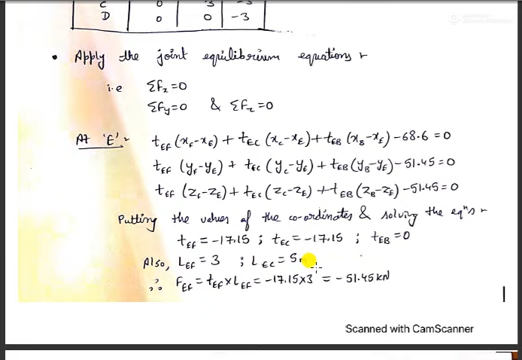 C 0 3 -3
D 0 0 -3
• Apply the joint equilibrium equations :-
i.e ΣFx=0
ΣFy=0 & ΣFz=0
At 'E' :- tEF (xF-xE) + tEC (xC-xE) + tEB (xB-xE) - 68.6 = 0
tEF (yF-yE) + tEC (yC-yE) + tEB (yB-yE) - 51.45 = 0
tEF (zF-zE) + tEC (zC-zE) + tEB (zB-zE) - 51.45 = 0
Putting the values of the co-ordinates & solving the eqⁿs :-
tEF = -17.15 ; tEC = -17.15 ; tEB = 0
Also, LEF = 3 ; LEC = 5
∴ FEF = tEF × LEF = -17.15×3 = -51.45 kN
Scanned with CamScanner